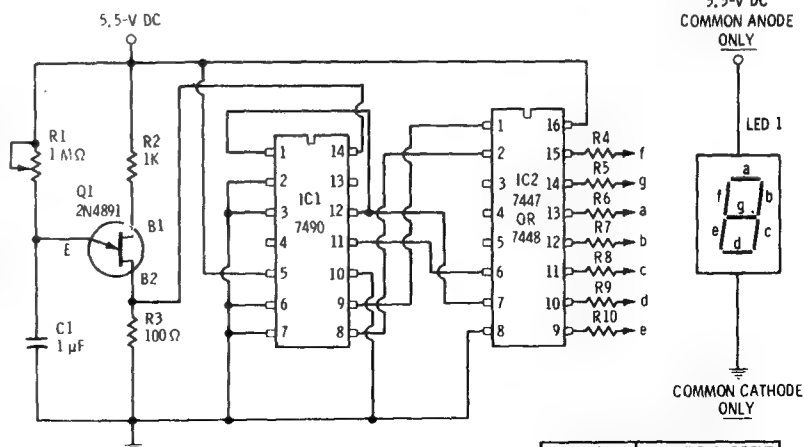 5.5-V DC
5.5-V DC
COMMON ANODE
ONLY
R1
1 MΩ
R2
1K
Q1
2N4891
B1
E
B2
C1
1 µF
R3
100 Ω
IC1
7490
1
2
3
4
5
6
7
14
13
12
11
10
9
8
IC2
7447
OR
7448
1
2
3
4
5
6
7
8
16
15
14
13
12
11
10
9
R4
f
R5
g
R6
a
R7
b
R8
c
R9
d
R10
e
LED 1
a
f
b
g
e
c
d
COMMON CATHODE
ONLY